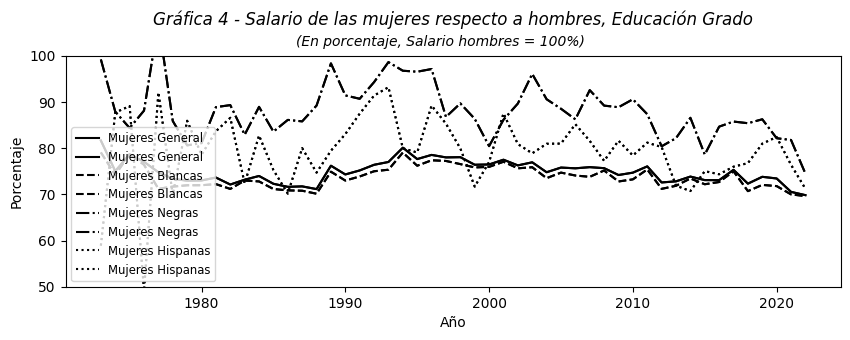 Gráfica 4 - Salario de las mujeres respecto a hombres, Educación Grado
(En porcentaje, Salario hombres = 100%)
100
90
80
70
60
50
Porcentaje
Mujeres General
Mujeres General
Mujeres Blancas
Mujeres Blancas
Mujeres Negras
Mujeres Negras
Mujeres Hispanas
Mujeres Hispanas
1980
1990
2000
2010
2020
Año